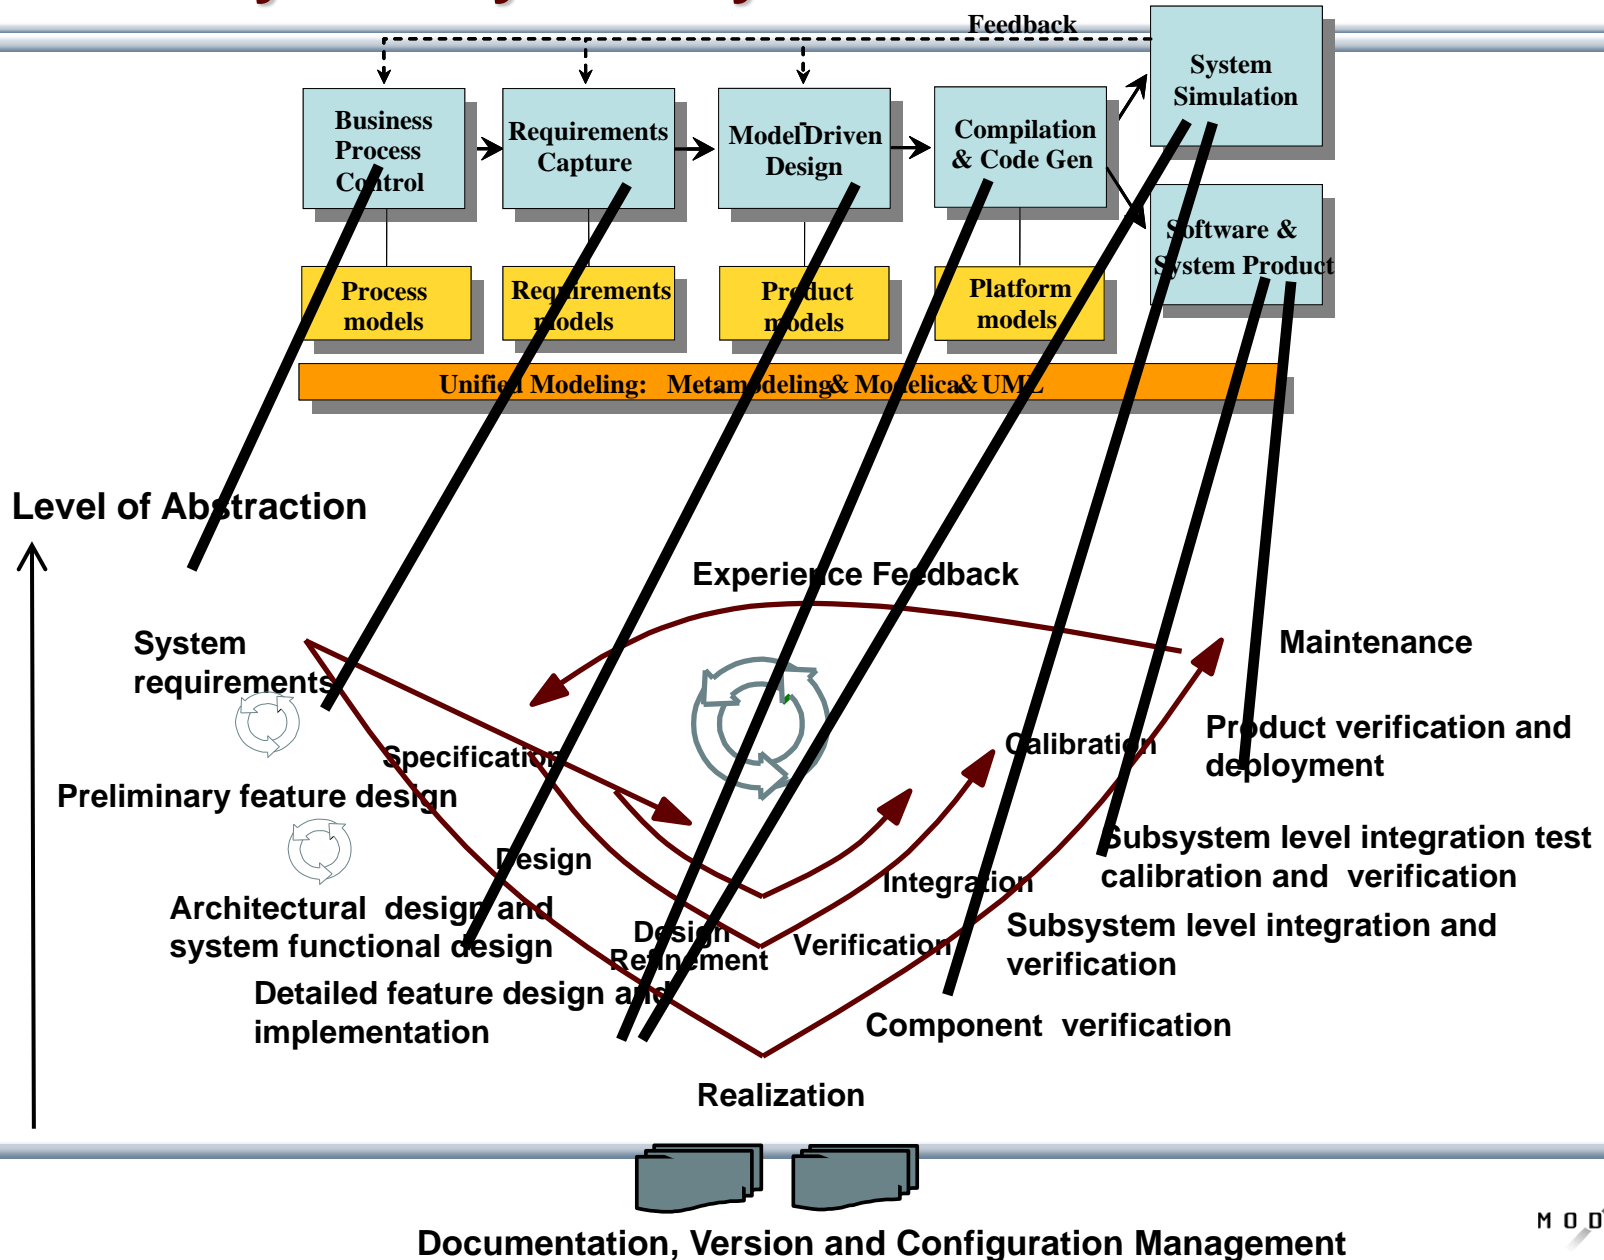 Feedback
System
Simulation
Business
Process
Control
Requirements
Capture
Model-Driven
Design
Compilation
& Code Gen
Software &
System Product
Process
models
Requirements
models
Product
models
Platform
models
Unified Modeling: Metamodeling & Modelica & UML
Level of Abstraction
Experience Feedback
System
requirements
Maintenance
Specification
Calibration
Product verification and
deployment
Preliminary feature design
Design
Integration
Subsystem level integration test
calibration and verification
Architectural design and
system functional design
Design
Refinement
Verification
Subsystem level integration and
verification
Detailed feature design and
implementation
Component verification
Realization
Documentation, Version and Configuration Management
MOD